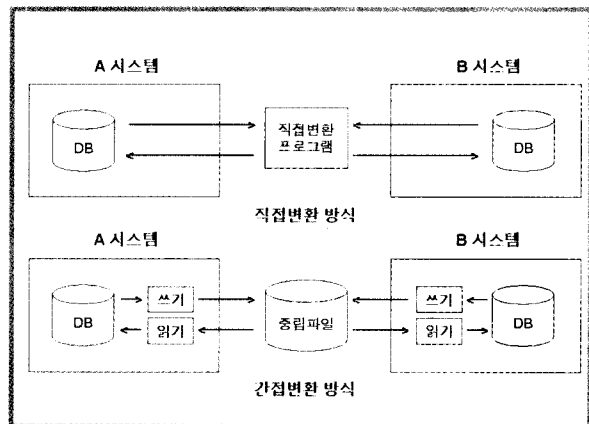 A 시스템
B 시스템
DB
직접변환
프로그램
DB
직접변환 방식
A 시스템
B 시스템
DB
쓰기
읽기
중립파일
쓰기
읽기
DB
간접변환 방식